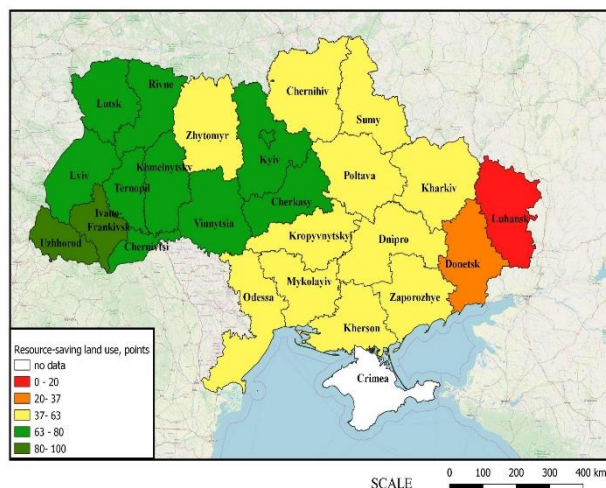 Rivne
Lutsk
Zhytomyr
Chernihiv
Sumy
Kyiv
Lviv
Khmelnytsky
Ternopil
Poltava
Kharkiv
Cherkasy
Luhansk
Ivano-
Frankivsk
Vinnytsia
Uzhhorod
Chernivtsi
Kropyvnytsky
Dnipro
Donetsk
Odessa
Mykolayiv
Zaporozhye
Kherson
Crimea
Resource-saving land use, points
no data
0 - 20
20 - 37
37- 63
63 - 80
80- 100
SCALE
0 100 200 300 400 km